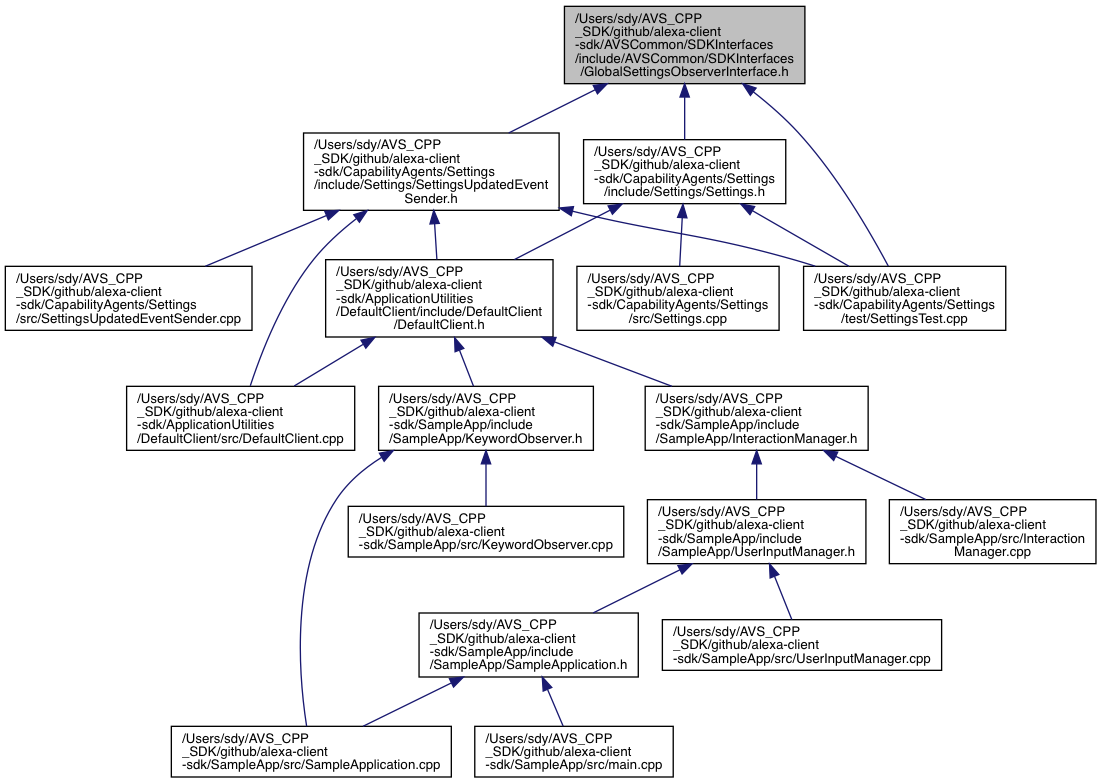 /Users/sdy/AVS_CPP
_SDK/github/alexa-client
-sdk/AVSCommon/SDKInterfaces
/include/AVSCommon/SDKInterfaces
/GlobalSettingsObserverInterface.h
/Users/sdy/AVS_CPP
_SDK/github/alexa-client
-sdk/CapabilityAgents/Settings
/include/Settings/SettingsUpdatedEvent
Sender.h
/Users/sdy/AVS_CPP
_SDK/github/alexa-client
-sdk/CapabilityAgents/Settings
/include/Settings/Settings.h
/Users/sdy/AVS_CPP
_SDK/github/alexa-client
-sdk/CapabilityAgents/Settings
/src/SettingsUpdatedEventSender.cpp
/Users/sdy/AVS_CPP
_SDK/github/alexa-client
-sdk/ApplicationUtilities
/DefaultClient/include/DefaultClient
/DefaultClient.h
/Users/sdy/AVS_CPP
_SDK/github/alexa-client
-sdk/CapabilityAgents/Settings
/src/Settings.cpp
/Users/sdy/AVS_CPP
_SDK/github/alexa-client
-sdk/CapabilityAgents/Settings
/test/SettingsTest.cpp
/Users/sdy/AVS_CPP
_SDK/github/alexa-client
-sdk/ApplicationUtilities
/DefaultClient/src/DefaultClient.cpp
/Users/sdy/AVS_CPP
_SDK/github/alexa-client
-sdk/SampleApp/include
/SampleApp/KeywordObserver.h
/Users/sdy/AVS_CPP
_SDK/github/alexa-client
-sdk/SampleApp/include
/SampleApp/InteractionManager.h
/Users/sdy/AVS_CPP
_SDK/github/alexa-client
-sdk/SampleApp/src/KeywordObserver.cpp
/Users/sdy/AVS_CPP
_SDK/github/alexa-client
-sdk/SampleApp/include
/SampleApp/UserInputManager.h
/Users/sdy/AVS_CPP
_SDK/github/alexa-client
-sdk/SampleApp/src/Interaction
Manager.cpp
/Users/sdy/AVS_CPP
_SDK/github/alexa-client
-sdk/SampleApp/include
/SampleApp/SampleApplication.h
/Users/sdy/AVS_CPP
_SDK/github/alexa-client
-sdk/SampleApp/src/UserInputManager.cpp
/Users/sdy/AVS_CPP
_SDK/github/alexa-client
-sdk/SampleApp/src/SampleApplication.cpp
/Users/sdy/AVS_CPP
_SDK/github/alexa-client
-sdk/SampleApp/src/main.cpp